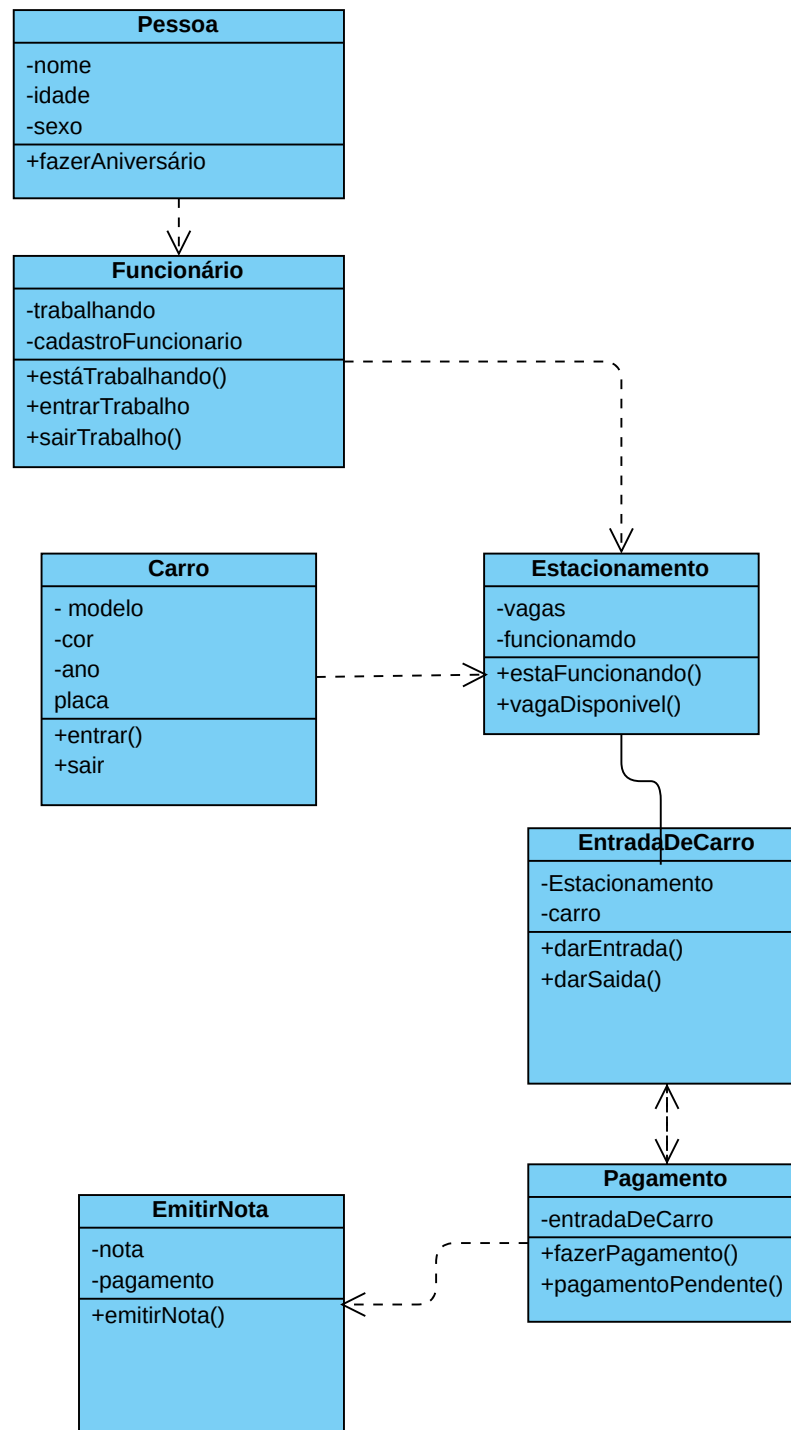 Pessoa
-nome
-idade
-sexo
+fazerAniversário
Funcionário
-trabalhando
-cadastroFuncionario
+estáTrabalhando()
+entrarTrabalho
+sairTrabalho()
Carro
- modelo
-cor
-ano
placa
+entrar()
+sair
Estacionamento
-vagas
-funcionamdo
+estaFuncionando()
+vagaDisponivel()
EntradaDeCarro
-Estacionamento
-carro
+darEntrada()
+darSaida()
Pagamento
-entradaDeCarro
+fazerPagamento()
+pagamentoPendente()
EmitirNota
-nota
-pagamento
+emitirNota()